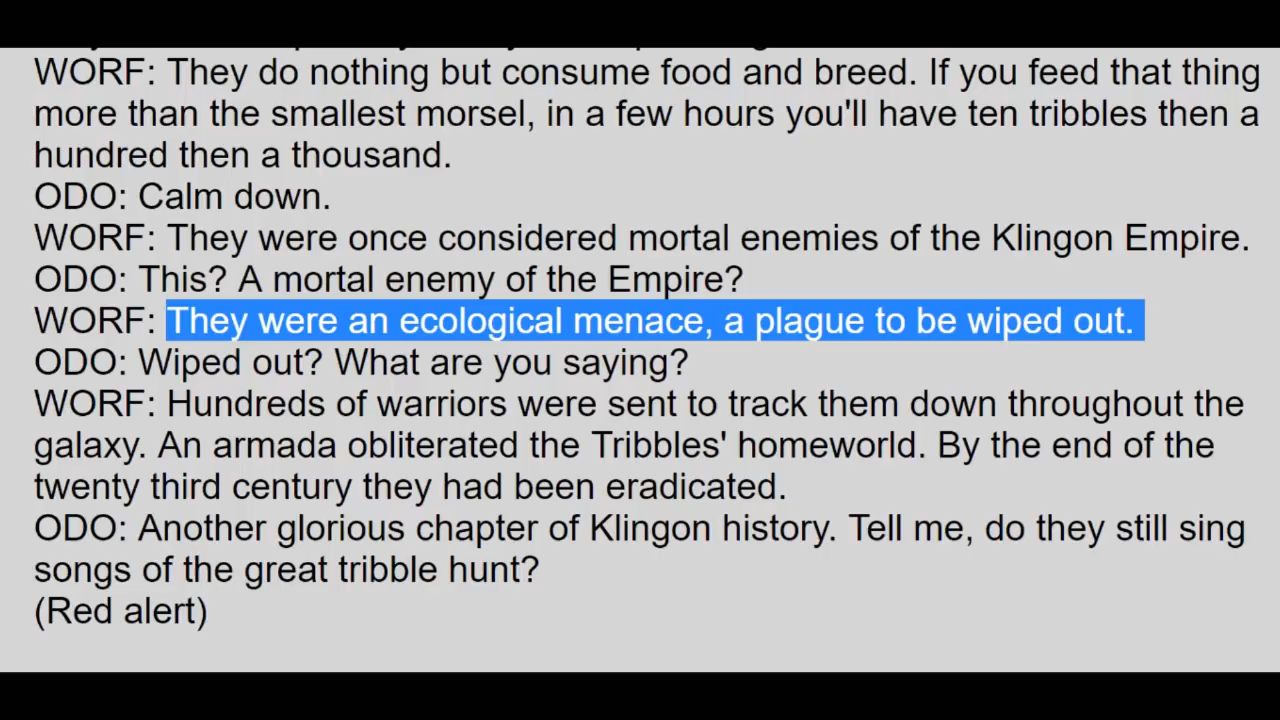 WORF: They do nothing but consume food and breed. If you feed that thing
more than the smallest morsel, in a few hours you'll have ten tribbles then a
hundred then a thousand.
ODO: Calm down.
WORF: They were once considered mortal enemies of the Klingon Empire.
ODO: This? A mortal enemy of the Empire?
WORF: They were an ecological menace, a plague to be wiped out.
ODO: Wiped out? What are you saying?
WORF: Hundreds of warriors were sent to track them down throughout the
galaxy. An armada obliterated the Tribbles' homeworld. By the end of the
twenty third century they had been eradicated.
ODO: Another glorious chapter of Klingon history. Tell me, do they still sing
songs of the great tribble hunt?
(Red alert)